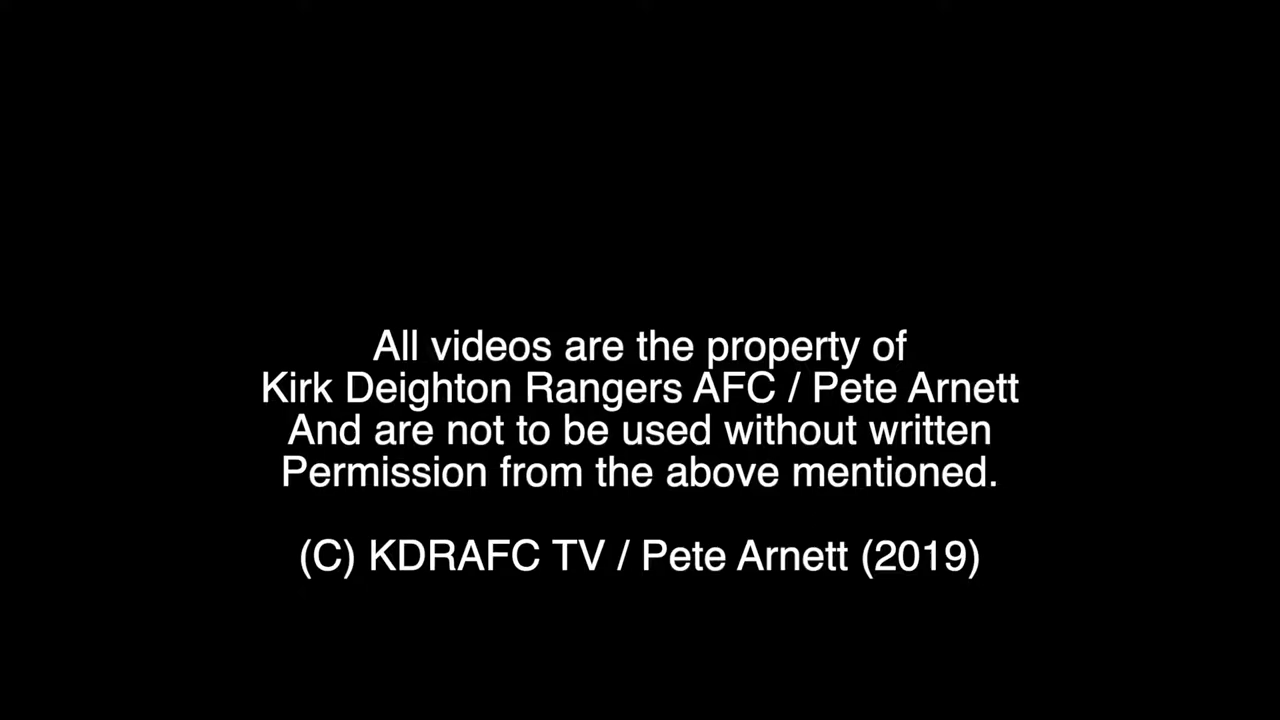 All videos are the property of
Kirk Deighton Rangers AFC / Pete Arnett
And are not to be used without written
Permission from the above mentioned.
(C) KDRAFC TV / Pete Arnett (2019)